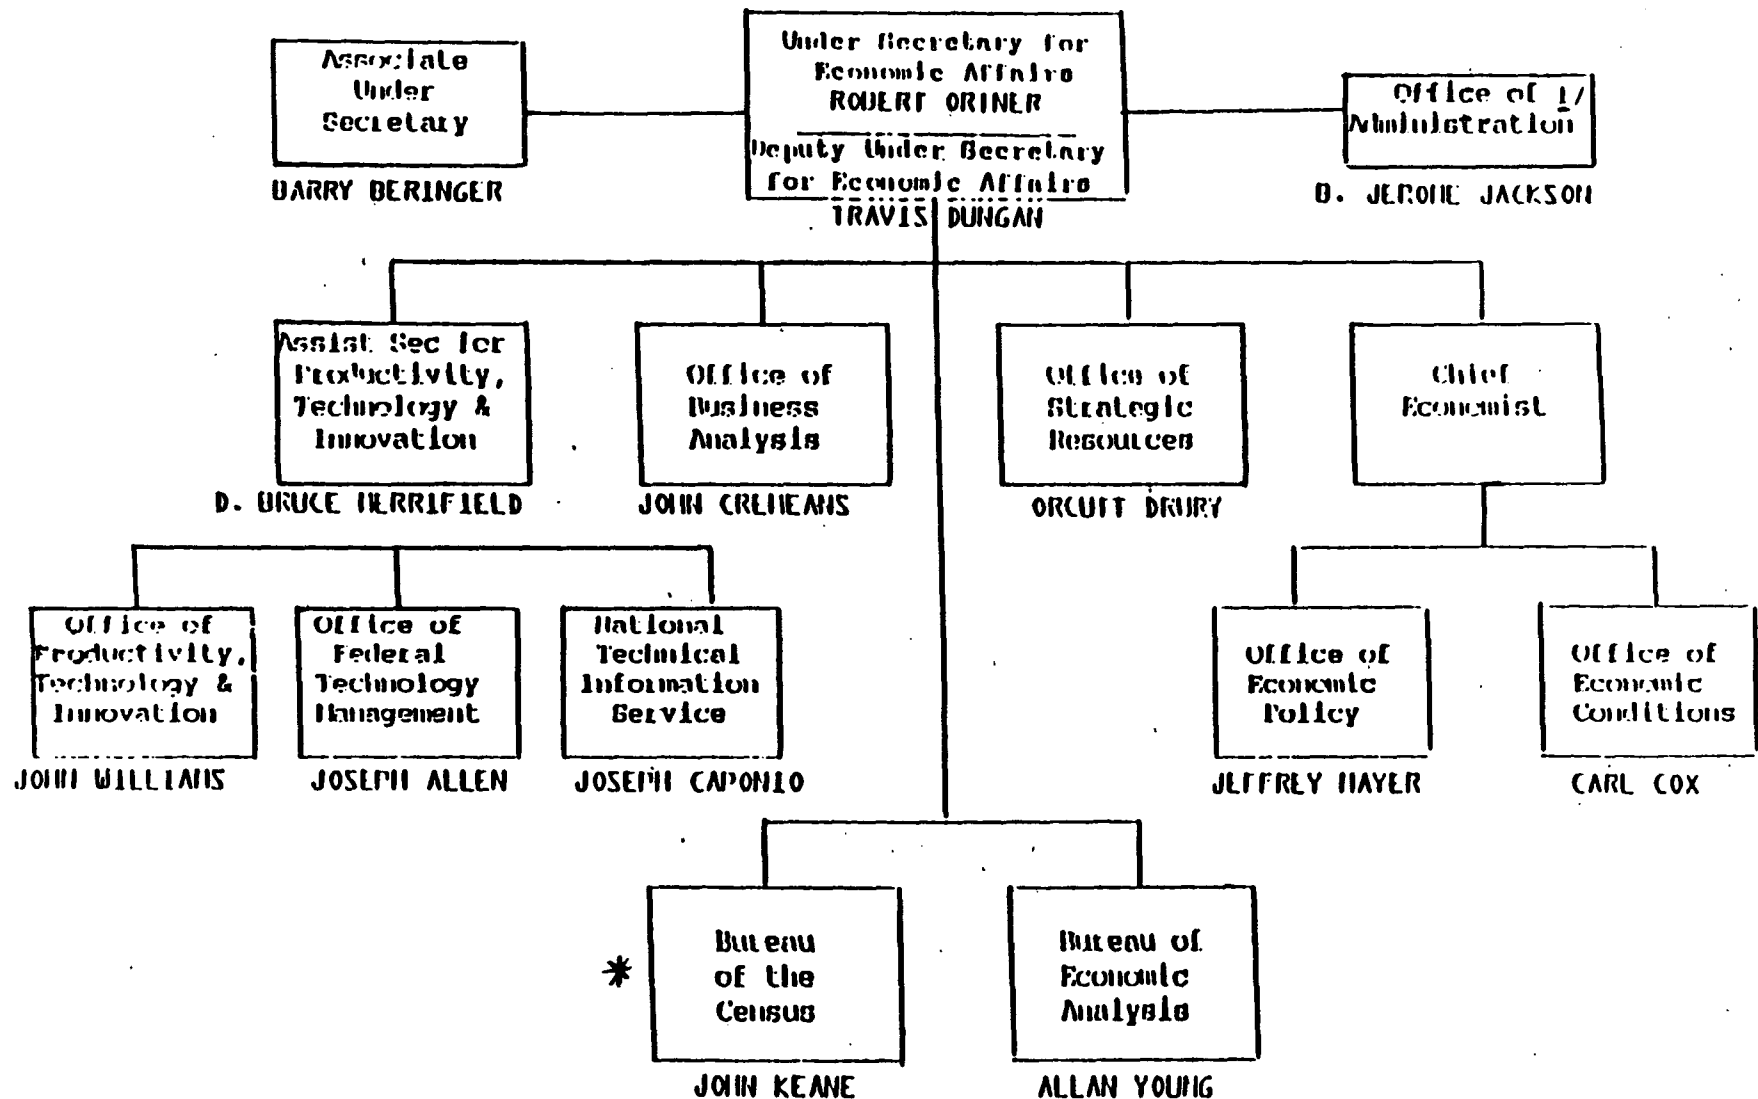 Associate
Under
Secretary
BARRY BERINGER
Under Secretary for
Economic Affairs
ROBERT ORTNER
Deputy Under Secretary
for Economic Affairs
TRAVIS DUNGAN
Office of 1/
Administration
JEROME JACKSON
Assist Sec for
Productivity,
Technology &
Innovation
D. BRUCE MERRIFIELD
Office of
Business
Analysis
JOHN CREMEANS
Office of
Strategic
Resources
ORCUTT DRURY
Chief
Economist
Office of
Productivity,
Technology &
Innovation
JOHN WILLIAMS
Office of
Federal
Technology
Management
JOSEPH ALLEN
National
Technical
Information
Service
JOSEPH CAPONIO
Office of
Economic
Policy
JEFFREY MAYER
Office of
Economic
Conditions
CARL COX
*
Bureau
of the
Census
JOHN KEANE
Bureau of
Economic
Analysis
ALLAN YOUNG